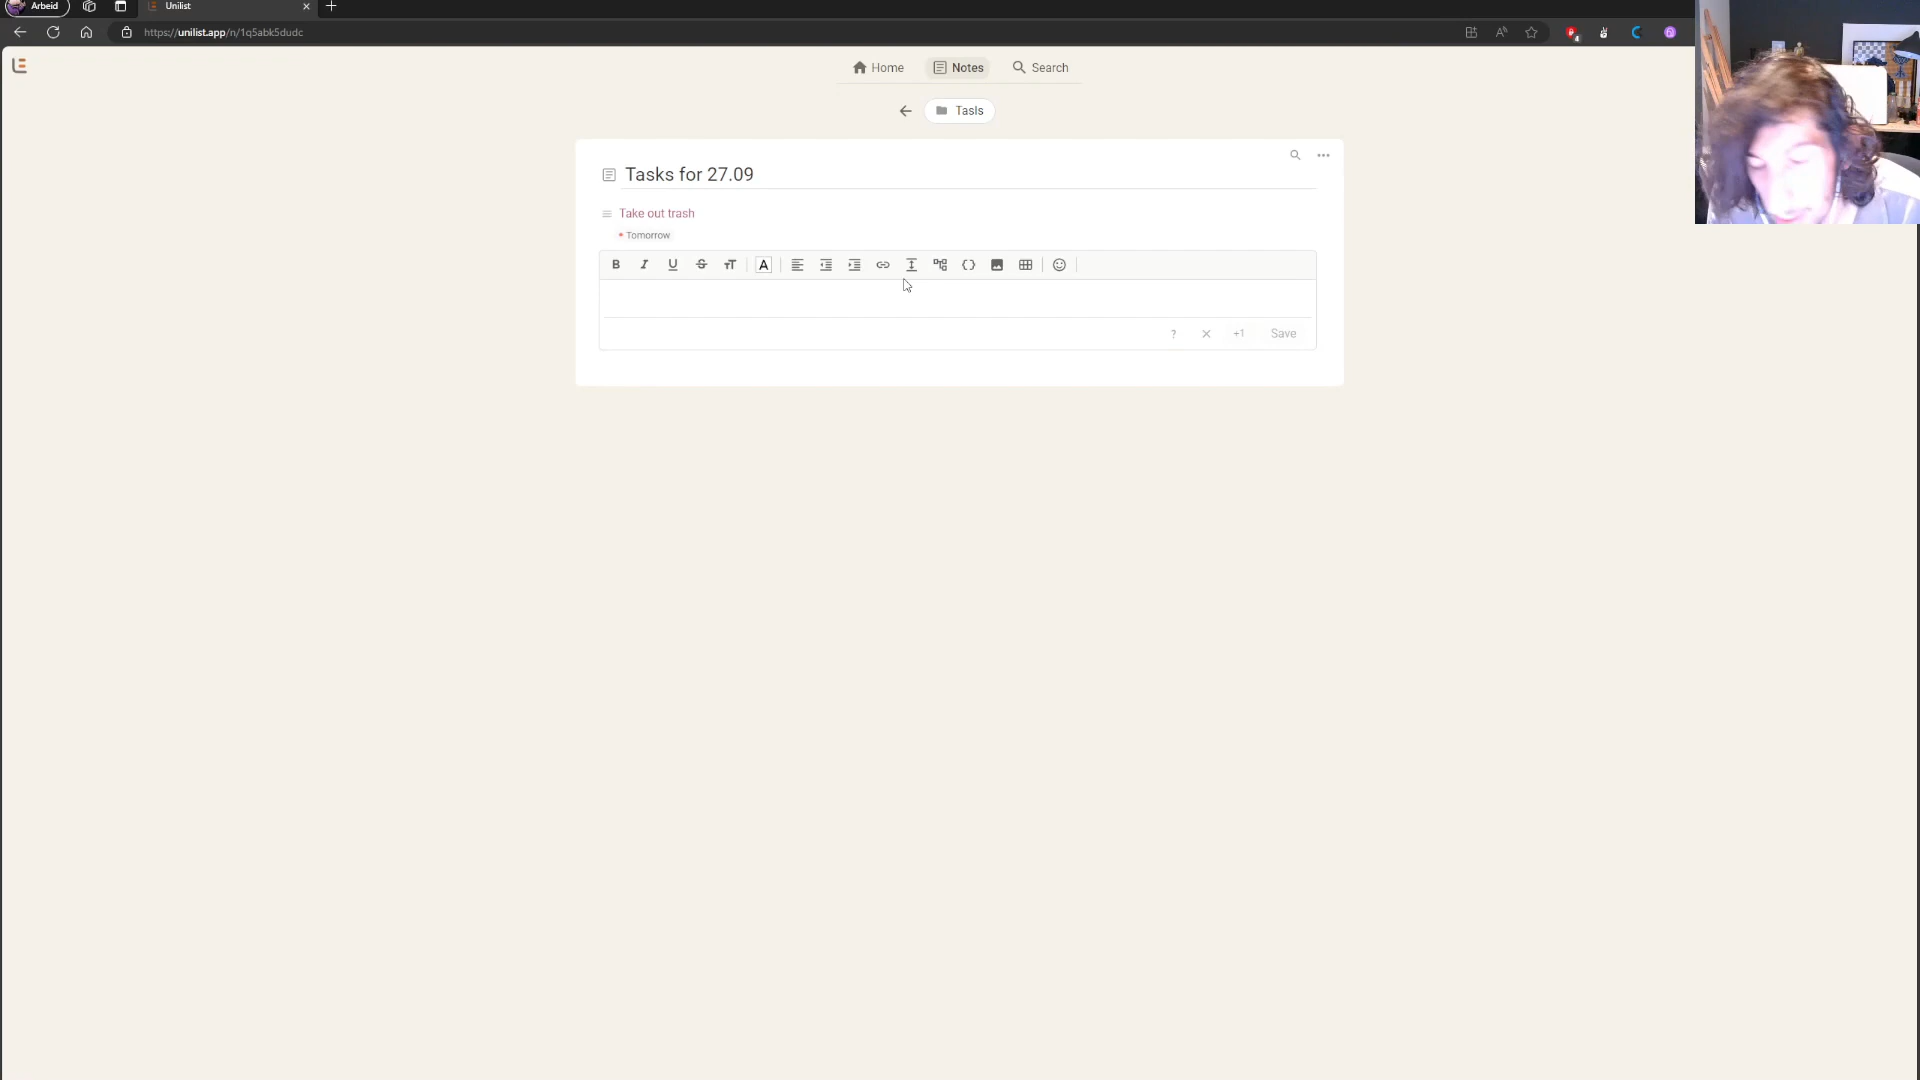 Arbeid
Unilist
https://unilist.app/n/1q5abk5dudc
Home
Notes
Search
Tasls
Tasks for 27.09
Take out trash
Tomorrow
B I U S TT A
? +1 Save